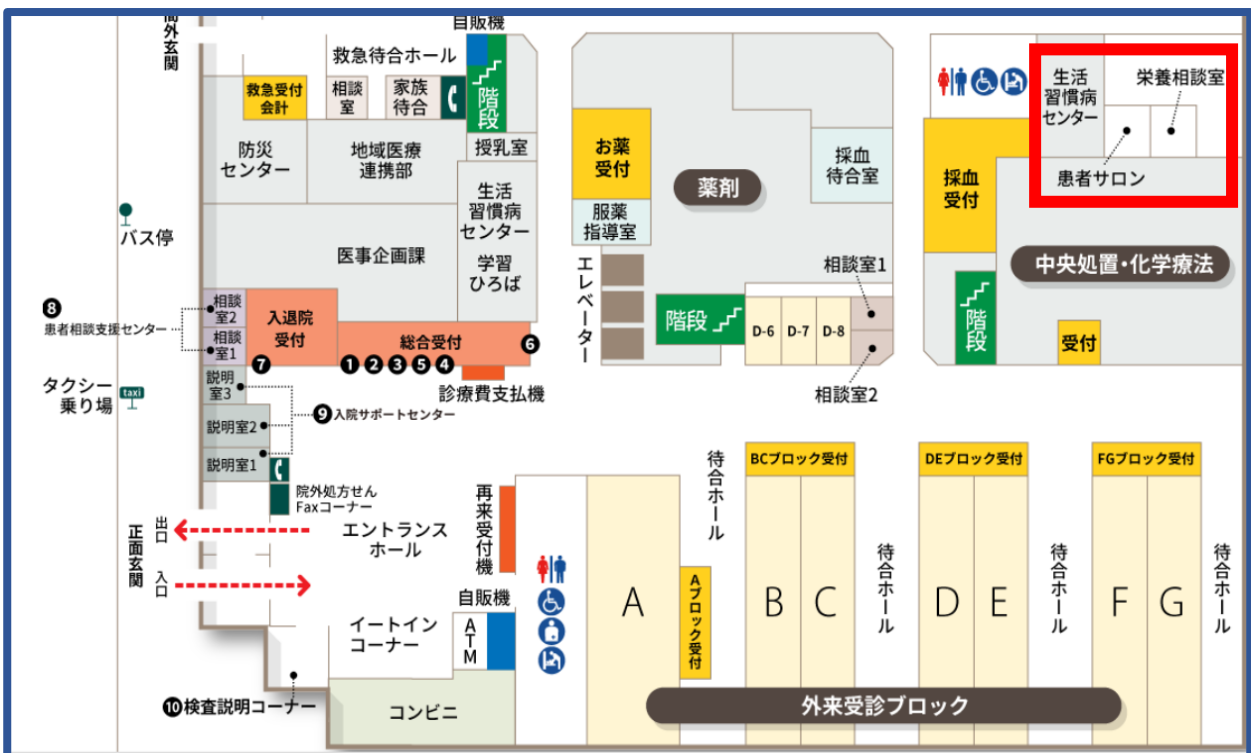 間外玄関
自販機
救急待合ホール
階段
救急受付
会計
相談
室
家族
待合
防災
センター
地域医療
連携部
授乳室
生活
習慣病
センター
学習
ひろば
医事企画課
バス停
❽
患者相談支援センター
相談
室2
相談
室1
入退院
受付
❼
総合受付
❻
❶❷❸❺❹
診療費支払機
タクシー
乗り場
taxi
説明
室3
説明室2
説明室1
❾入院サポートセンター
院外処方せん
Faxコーナー
正面玄関
出口
入口
エントランス
ホール
再来受付機
イートイン
コーナー
自販機
ATM
コンビニ
❿検査説明コーナー
お薬
受付
服薬
指導室
薬剤
採血
待合室
エレベーター
階段
D-6
D-7
D-8
相談室1
相談室2
採血
受付
生活
習慣病
センター
栄養相談室
患者サロン
中央処置・化学療法
階段
受付
A
Aブロック受付
待合ホール
BCブロック受付
B
C
待合ホール
DEブロック受付
D
E
待合ホール
FGブロック受付
F
G
待合ホール
外来受診ブロック